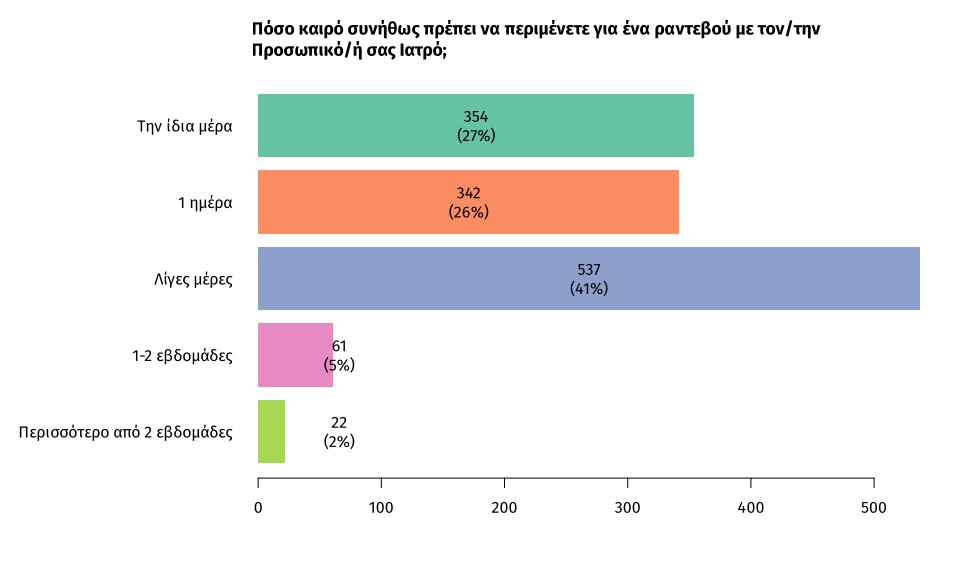 Πόσο καιρό συνήθως πρέπει να περιμένετε για ένα ραντεβού με τον/την
Προσωπικό/ή σας Ιατρό;
Την ίδια μέρα
354
(27%)
1 ημέρα
342
(26%)
Λίγες μέρες
537
(41%)
1-2 εβδομάδες
61
(5%)
Περισσότερο από 2 εβδομάδες
22
(2%)
0 100 200 300 400 500